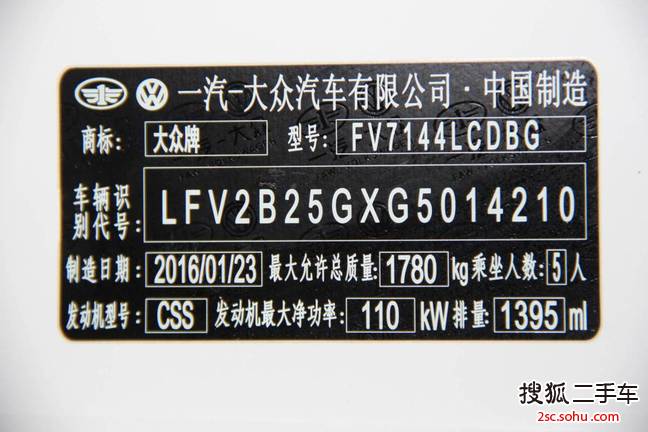 一汽-大众汽车有限公司·中国制造
商标: 大众牌 型号: FV7144LCDBG
车辆识别代号: LFV2B25GXG5014210
制造日期: 2016/01/23 最大允许总质量: 1780 kg 乘坐人数: 5 人
发动机型号: CSS 发动机最大净功率: 110 kW 排量: 1395 ml
搜狐 二手车
2sc.sohu.com